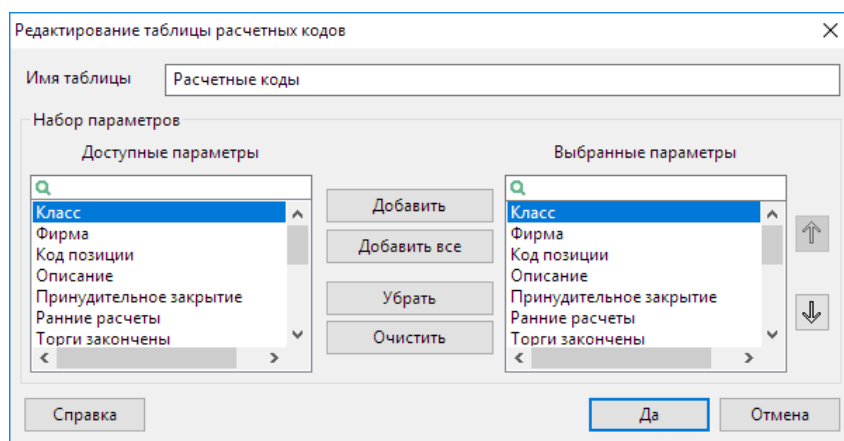 Редактирование таблицы расчетных кодов
Имя таблицы
Расчетные коды
Набор параметров
Доступные параметры
Выбранные параметры
Класс
Фирма
Код позиции
Описание
Принудительное закрытие
Ранние расчеты
Торги закончены
Добавить
Добавить все
Убрать
Очистить
Класс
Фирма
Код позиции
Описание
Принудительное закрытие
Ранние расчеты
Торги закончены
Справка
Да
Отмена